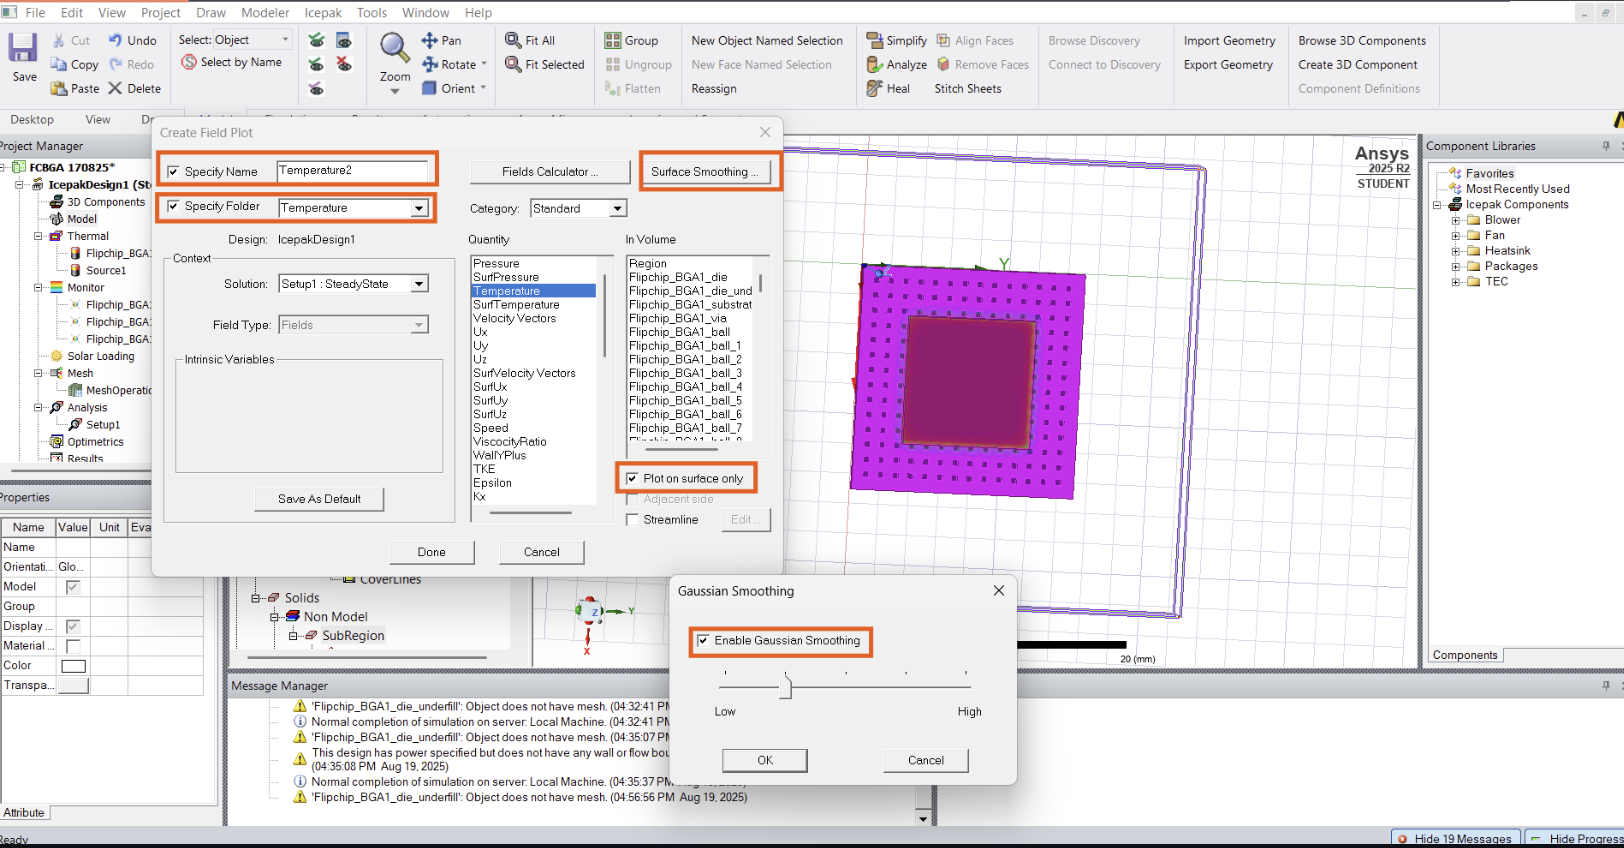 File Edit View Project Draw Modeler Icepak Tools Window Help
Save
Cut
Copy
Paste
Undo
Redo
Delete
Select: Object
Select by Name
Zoom
Pan
Rotate
Orient
Fit All
Fit Selected
Group
Ungroup
Flatten
New Object Named Selection
New Face Named Selection
Reassign
Simplify
Analyze
Heal
Align Faces
Remove Faces
Stitch Sheets
Browse Discovery
Connect to Discovery
Import Geometry
Export Geometry
Browse 3D Components
Create 3D Component
Component Definitions
Desktop View
Project Manager
FCBGA 170825*
IcepakDesign1 (St
3D Components
Model
Thermal
Flipchip_BGA
Source1
Monitor
Flipchip_BGA
Flipchip_BGA
Flipchip_BGA
Solar Loading
Mesh
MeshOperatio
Analysis
Setup1
Optimetrics
Results
Properties
Name Value Unit Eva
Name
Orientati... Glo...
Model
Group
Display ...
Material ...
Color
Transpa...
Attribute
Ready
Create Field Plot
Specify Name Temperature2
Specify Folder Temperature
Design: IcepakDesign1
Context
Solution: Setup1 : SteadyState
Field Type: Fields
Intrinsic Variables
Save As Default
Fields Calculator ...
Surface Smoothing ...
Category: Standard
Quantity
Pressure
SurfPressure
Temperature
SurfTemperature
Velocity Vectors
Ux
Uy
Uz
SurfVelocity Vectors
SurfUx
SurfUy
SurfUz
Speed
ViscocityRatio
WallYPlus
TKE
Epsilon
Kx
In Volume
Region
Flipchip_BGA1_die
Flipchip_BGA1_die_und
Flipchip_BGA1_substrat
Flipchip_BGA1_via
Flipchip_BGA1_ball
Flipchip_BGA1_ball_1
Flipchip_BGA1_ball_2
Flipchip_BGA1_ball_3
Flipchip_BGA1_ball_4
Flipchip_BGA1_ball_5
Flipchip_BGA1_ball_6
Flipchip_BGA1_ball_7
Flipchip_BGA1_ball_8
Plot on surface only
Adjacent side
Streamline Edit...
Done Cancel
CoverLines
Solids
Non Model
SubRegion
Z Y
X
Y
Z
Ansys
2025 R2
STUDENT
20 (mm)
Component Libraries
Favorites
Most Recently Used
Icepak Components
Blower
Fan
Heatsink
Packages
TEC
Components
Gaussian Smoothing
Enable Gaussian Smoothing
Low High
OK Cancel
Message Manager
'Flipchip_BGA1_die_underfill': Object does not have mesh. (04:32:41 PM
Normal completion of simulation on server: Local Machine. (04:32:41 PM
'Flipchip_BGA1_die_underfill': Object does not have mesh. (04:35:07 PM
This design has power specified but does not have any wall or flow bou
(04:35:08 PM Aug 19, 2025)
Normal completion of simulation on server: Local Machine. (04:35:37 PM
'Flipchip_BGA1_die_underfill': Object does not have mesh. (04:56:56 PM Aug 19, 2025)
Hide 19 Messages Hide Progress